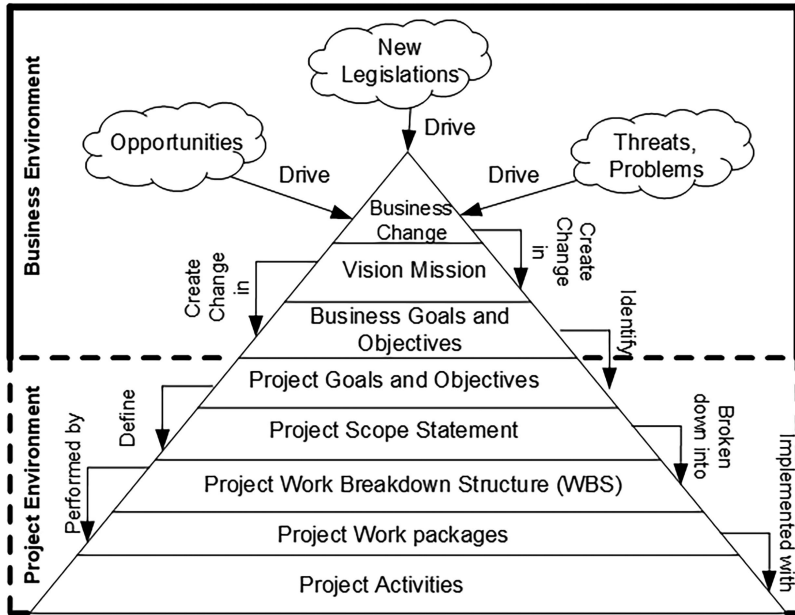 New
Legislations
Drive
Opportunities
Drive
Threats,
Problems
Drive
Business Environment
Business
Change
Create
Change
in
Vision Mission
Create
Change
in
Business Goals and
Objectives
Identify
Project Environment
Project Goals and Objectives
Define
Project Scope Statement
Broken
down into
Project Work Breakdown Structure (WBS)
Performed by
Project Work packages
Implemented with
Project Activities